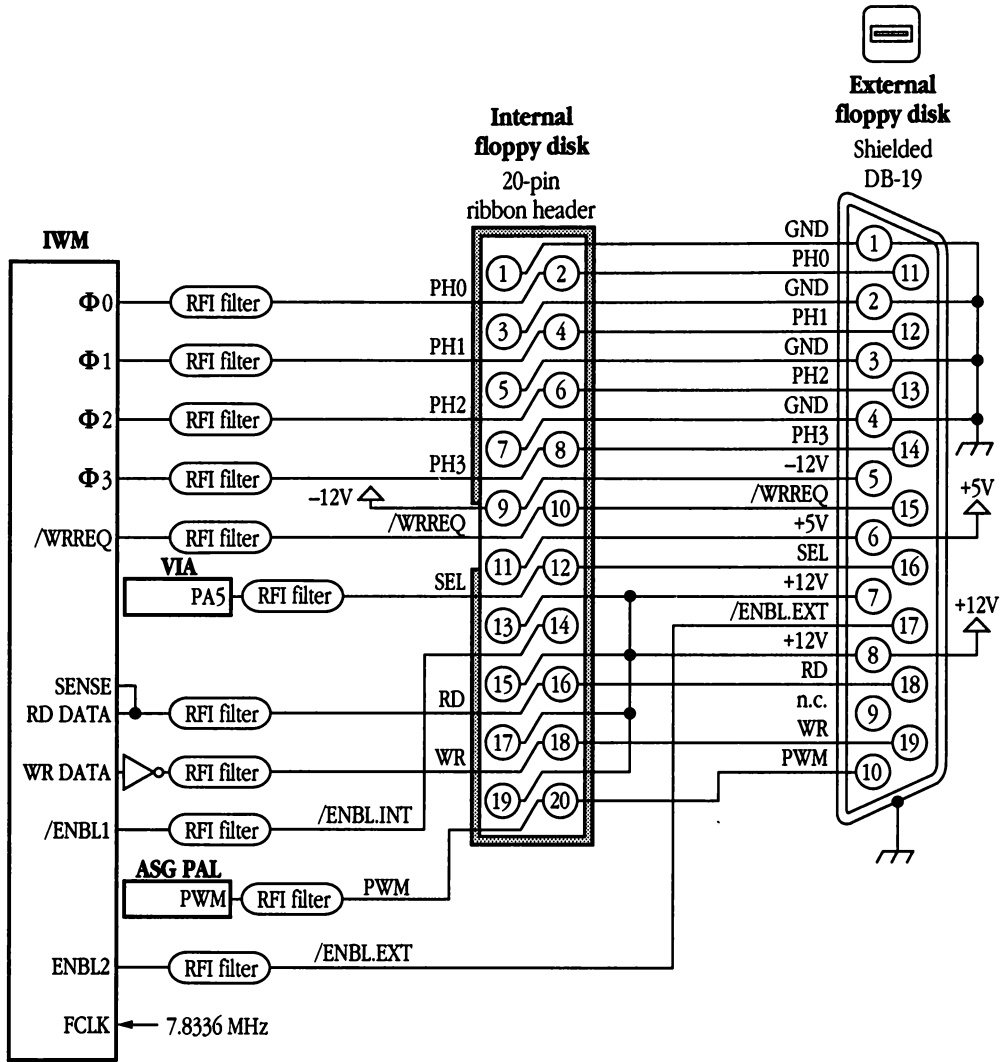 External
floppy disk
Shielded
DB-19
Internal
floppy disk
20-pin
ribbon header
IWM
Φ0
RFI filter
PH0
Φ1
RFI filter
PH1
Φ2
RFI filter
PH2
Φ3
RFI filter
PH3
–12V
/WRREQ
RFI filter
/WRREQ
VIA
PA5
RFI filter
SEL
SENSE
RD DATA
RFI filter
RD
WR DATA
RFI filter
WR
/ENBL1
RFI filter
/ENBL.INT
ASG PAL
PWM
RFI filter
PWM
ENBL2
RFI filter
/ENBL.EXT
FCLK
7.8336 MHz
1 2
3 4
5 6
7 8
9 10
11 12
13 14
15 16
17 18
19 20
GND
PH0
GND
PH1
GND
PH2
GND
PH3
–12V
/WRREQ
+5V
SEL
+12V
/ENBL.EXT
+12V
RD
n.c.
WR
PWM
1
11
2
12
3
13
4
14
5
15
6
16
7
17
8
18
9
19
10
+5V
+12V